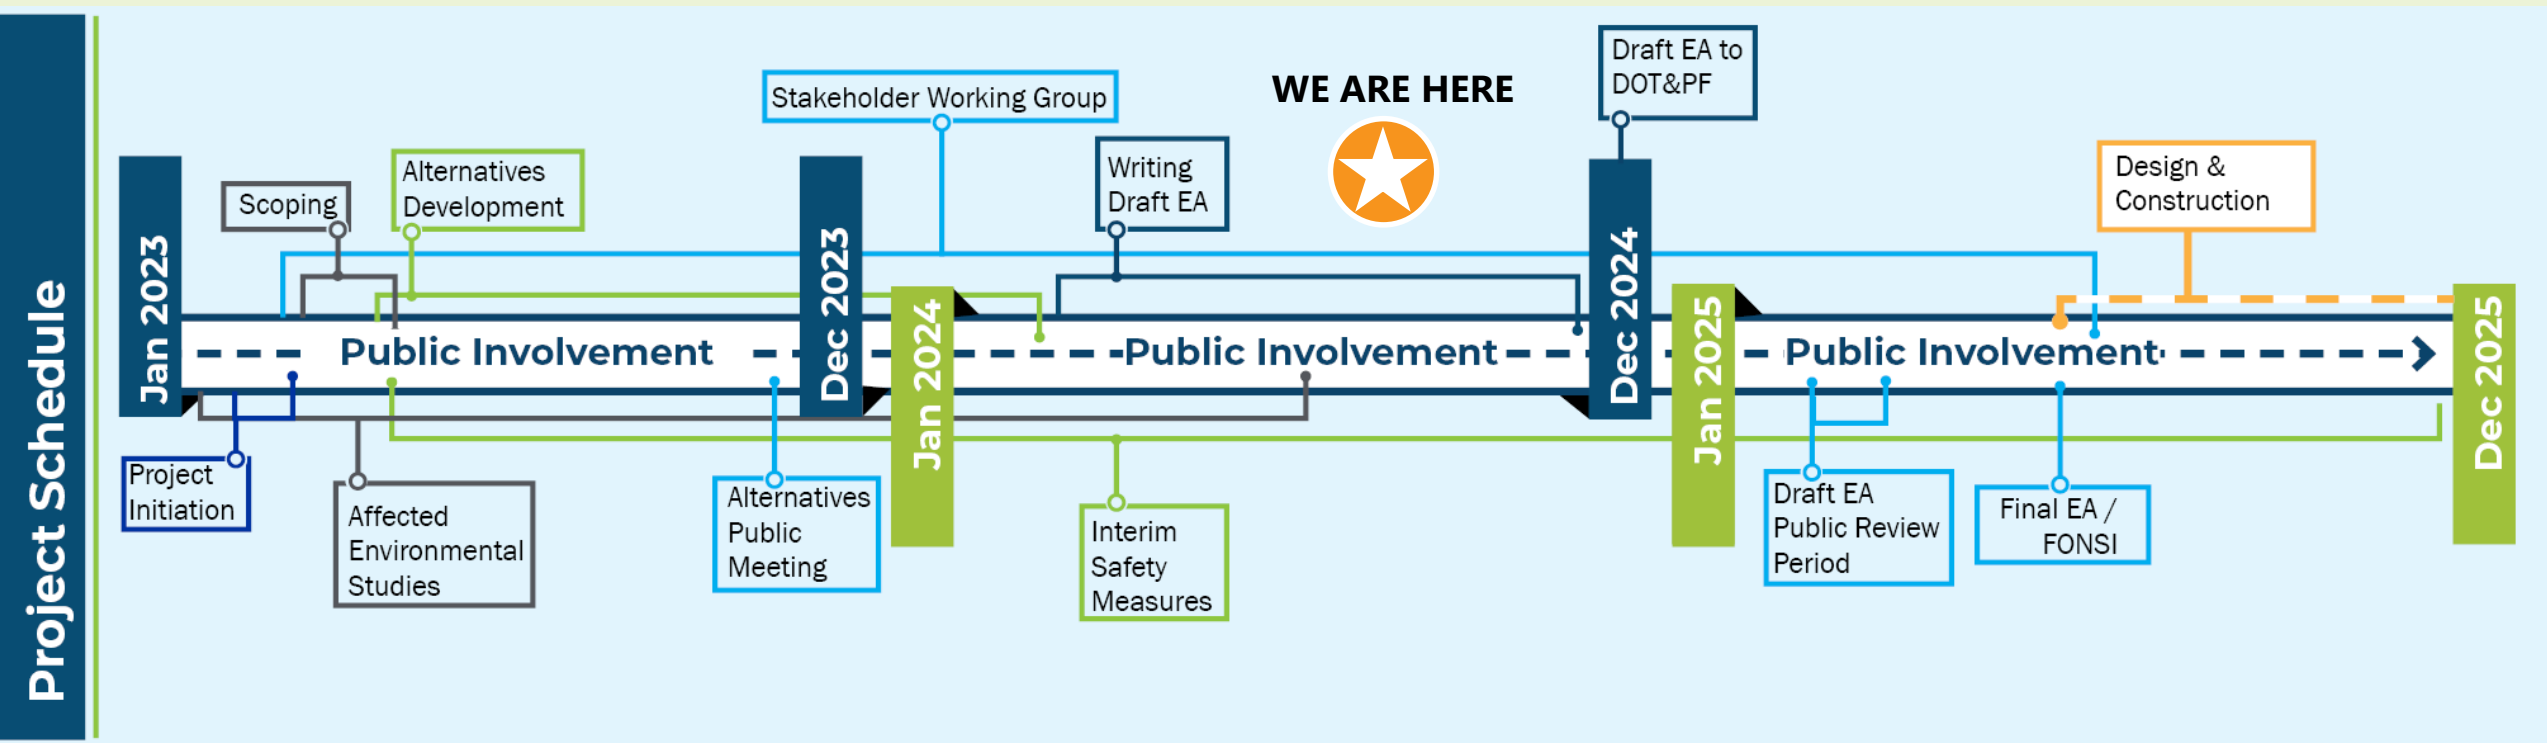 Project Schedule
Jan 2023
Scoping
Alternatives
Development
Stakeholder Working Group
Dec 2023
Jan 2024
Writing
Draft EA
WE ARE HERE
Draft EA to
DOT&PF
Dec 2024
Jan 2025
Design &
Construction
Dec 2025
Public Involvement
Public Involvement
Public Involvement
Project
Initiation
Affected
Environmental
Studies
Alternatives
Public
Meeting
Interim
Safety
Measures
Draft EA
Public Review
Period
Final EA /
FONSI